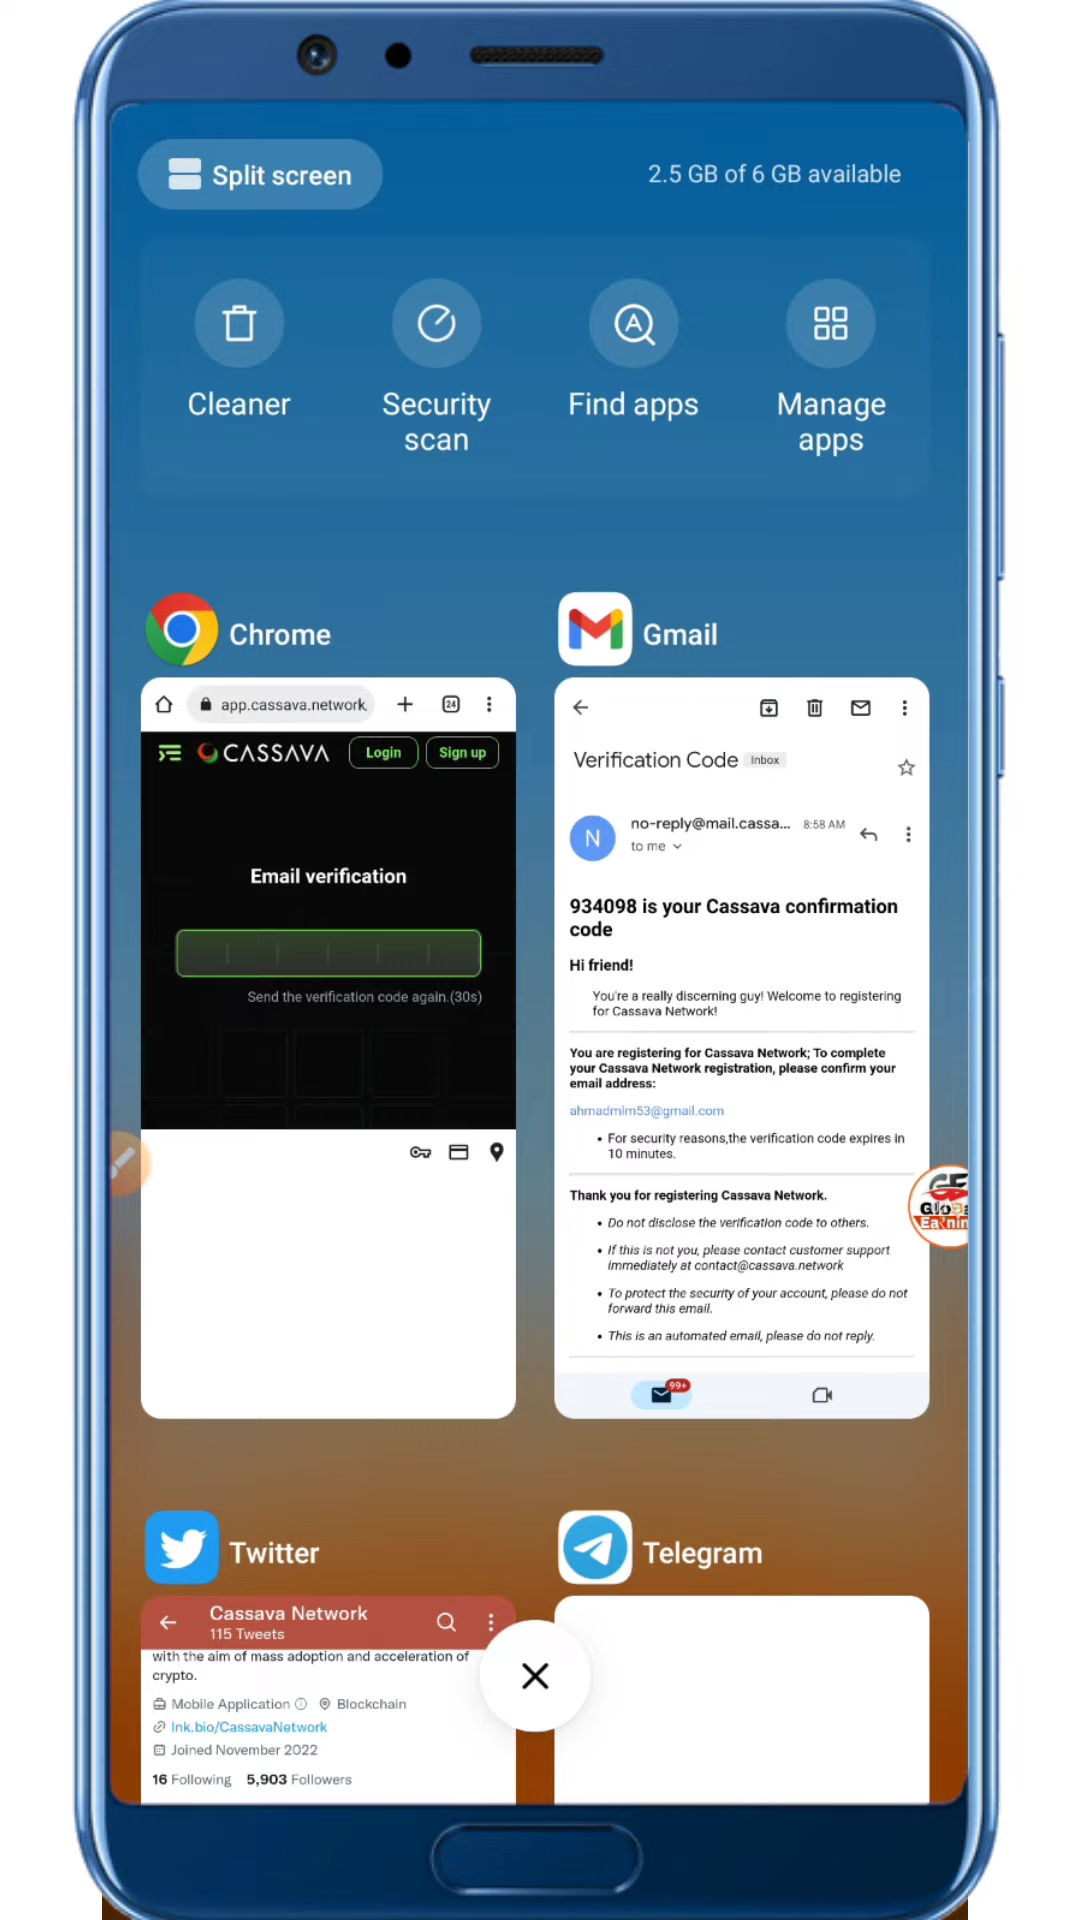 Split screen
2.5 GB of 6 GB available
Cleaner
Security
scan
Find apps
Manage
apps
Chrome
app.cassava.network
24
CASSAVA
Login
Sign up
Email verification
Send the verification code again.(30s)
Gmail
Verification Code Inbox
N
no-reply@mail.cassa... 8:58 AM
to me
934098 is your Cassava confirmation
code
Hi friend!
You're a really discerning guy! Welcome to registering
for Cassava Network!
You are registering for Cassava Network; To complete
your Cassava Network registration, please confirm your
email address:
ahmadmlm53@gmail.com
• For security reasons,the verification code expires in
10 minutes.
Thank you for registering Cassava Network.
• Do not disclose the verification code to others.
• If this is not you, please contact customer support
immediately at contact@cassava.network
• To protect the security of your account, please do not
forward this email.
• This is an automated email, please do not reply.
99+
Twitter
Cassava Network
115 Tweets
with the aim of mass adoption and acceleration of
crypto.
Mobile Application Blockchain
lnk.bio/CassavaNetwork
Joined November 2022
16 Following 5,903 Followers
Telegram